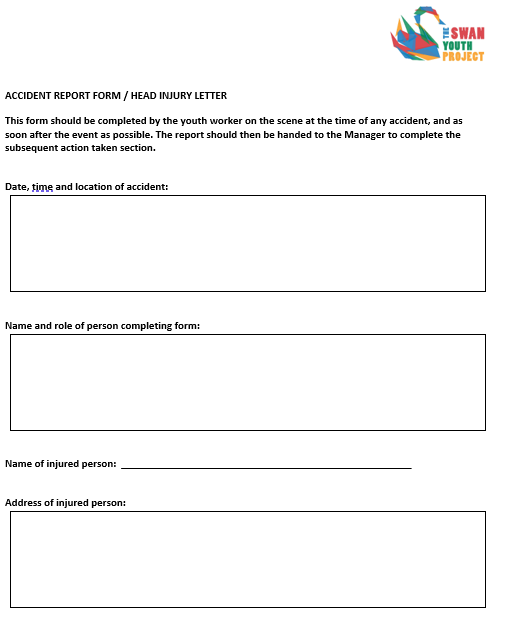 THE SWAN
YOUTH
PROJECT
ACCIDENT REPORT FORM / HEAD INJURY LETTER
This form should be completed by the youth worker on the scene at the time of any accident, and as
soon after the event as possible. The report should then be handed to the Manager to complete the
subsequent action taken section.
Date, time and location of accident:
Name and role of person completing form:
Name of injured person:
Address of injured person: